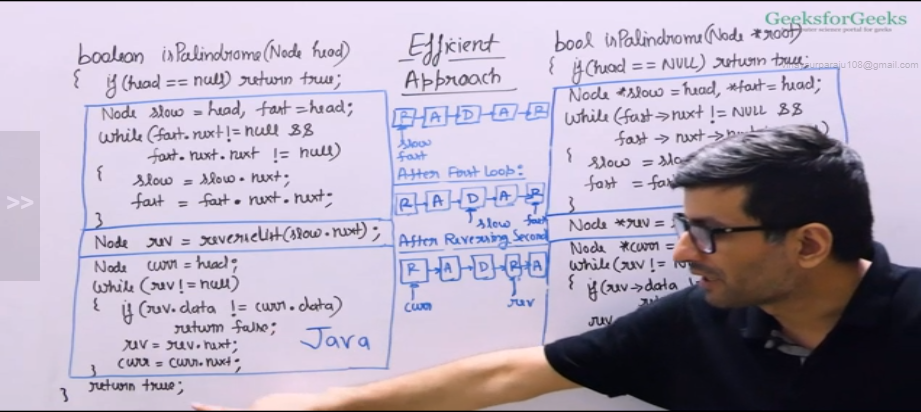 GeeksforGeeks
boolean isPalindrome(Node head)
{ if(head == null) return true;
Node slow = head, fast = head;
while (fast.next != null &&
fast.next.next != null)
{
slow = slow.next;
fast = fast.next.next;
}
Node rev = reverseList(slow.next);
Node curr = head;
while (rev != null)
{ if(rev.data != curr.data)
return false;
rev = rev.next;
curr = curr.next;
}
Java
return true;
}
Efficient
Approach
R A D A R
slow
fast
After First Loop:
R A D A R
slow fast
After Reversing Second
R A D R A
curr rev
bool isPalindrome(Node *root)
{ if(head == NULL) return true;
Node *slow = head, *fast = head;
while (fast->next != NULL &&
fast->next->
{
slow =
fast =
}
Node *rev =
Node *curr =
while (rev !=
{ if(rev->data
rev